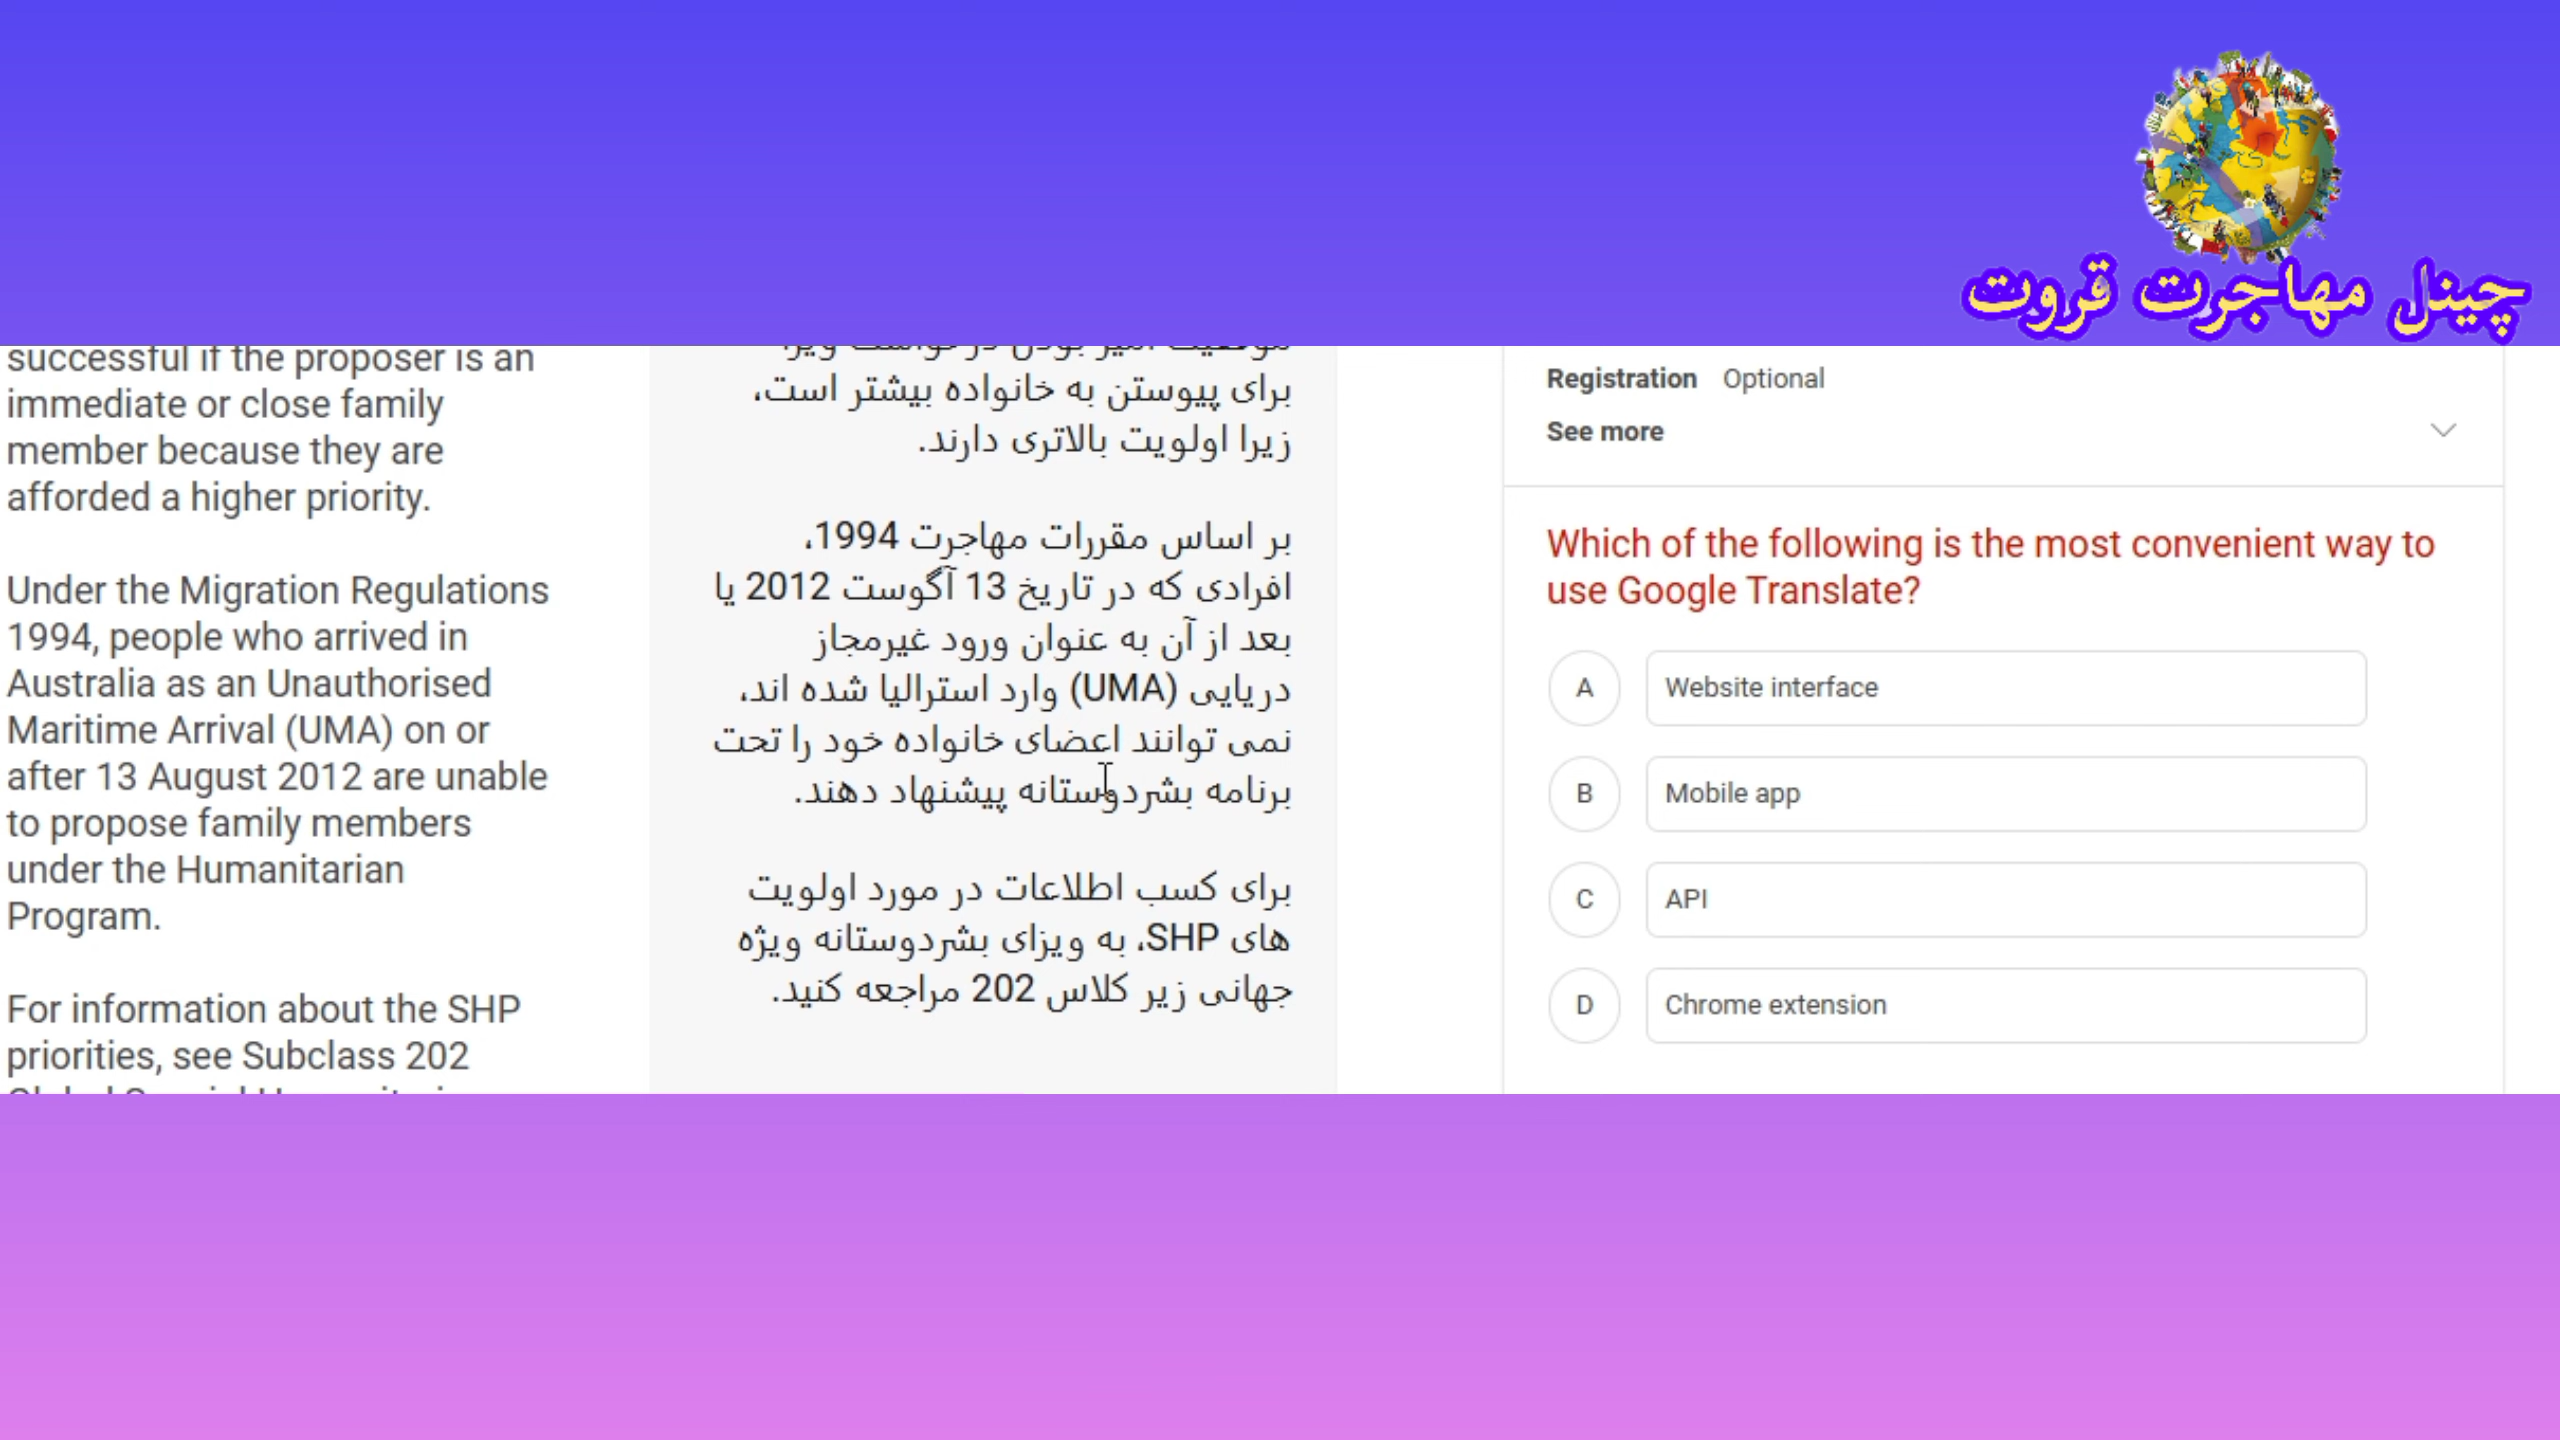 چینل مهاجرت قروت
successful if the proposer is an
immediate or close family
member because they are
afforded a higher priority.
Under the Migration Regulations
1994, people who arrived in
Australia as an Unauthorised
Maritime Arrival (UMA) on or
after 13 August 2012 are unable
to propose family members
under the Humanitarian
Program.
For information about the SHP
priorities, see Subclass 202
برای پیوستن به خانواده بیشتر است،
زیرا اولویت بالاتری دارند.
بر اساس مقررات مهاجرت 1994،
افرادی که در تاریخ 13 آگوست 2012 یا
بعد از آن به عنوان ورود غیرمجاز
دریایی (UMA) وارد استرالیا شده اند،
نمی توانند اعضای خانواده خود را تحت
برنامه بشردوستانه پیشنهاد دهند.
برای کسب اطلاعات در مورد اولویت
های SHP، به ویزای بشردوستانه ویژه
جهانی زیر کلاس 202 مراجعه کنید.
Registration Optional
See more
Which of the following is the most convenient way to
use Google Translate?
A Website interface
B Mobile app
C API
D Chrome extension